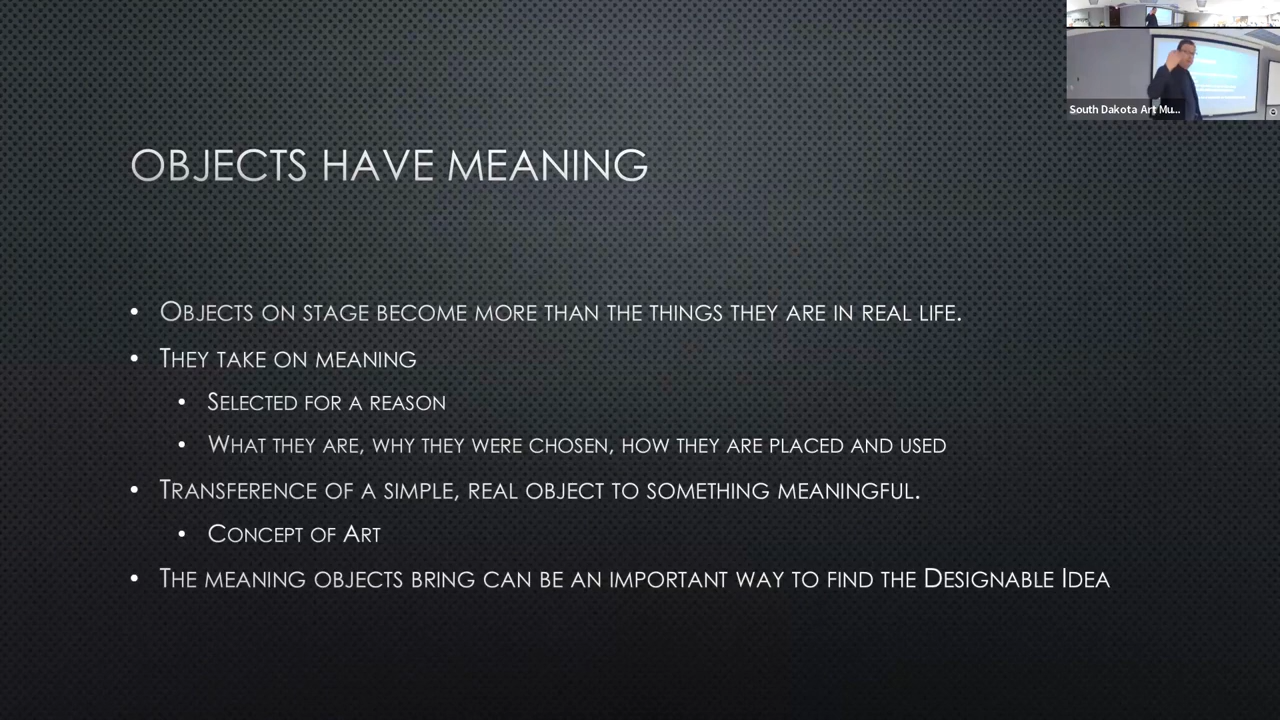 South Dakota Art Mu...
OBJECTS HAVE MEANING
• OBJECTS ON STAGE BECOME MORE THAN THE THINGS THEY ARE IN REAL LIFE.
• THEY TAKE ON MEANING
• SELECTED FOR A REASON
• WHAT THEY ARE, WHY THEY WERE CHOSEN, HOW THEY ARE PLACED AND USED
• TRANSFERENCE OF A SIMPLE, REAL OBJECT TO SOMETHING MEANINGFUL.
• CONCEPT OF ART
• THE MEANING OBJECTS BRING CAN BE AN IMPORTANT WAY TO FIND THE DESIGNABLE IDEA